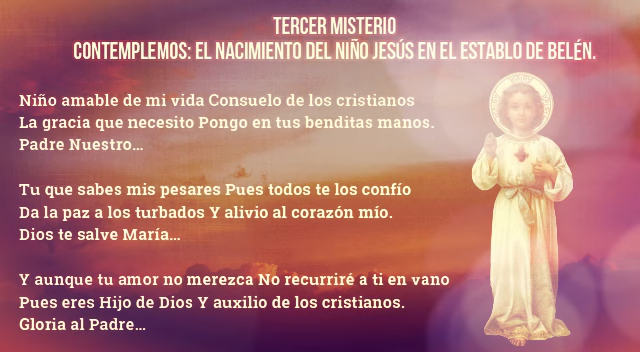 TERCER MISTERIO
CONTEMPLEMOS: EL NACIMIENTO DEL NIÑO JESÚS EN EL ESTABLO DE BELÉN.
Niño amable de mi vida Consuelo de los cristianos
La gracia que necesito Pongo en tus benditas manos.
Padre Nuestro...
Tu que sabes mis pesares Pues todos te los confío
Da la paz a los turbados Y alivio al corazón mío.
Dios te salve María...
Y aunque tu amor no merezca No recurriré a ti en vano
Pues eres Hijo de Dios Y auxilio de los cristianos.
Gloria al Padre...